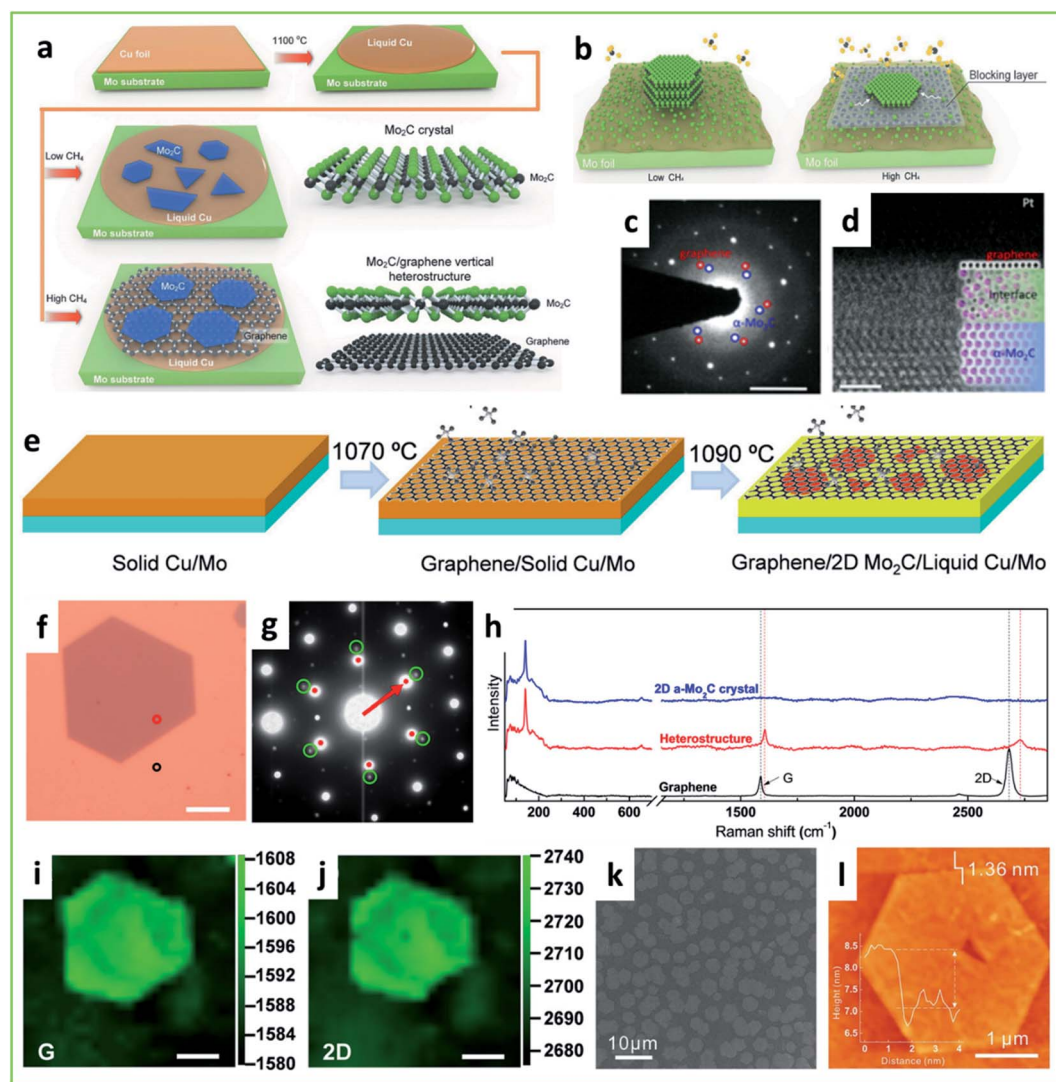 a
Cu foil
Mo substrate
1100 °C
Liquid Cu
Mo substrate
Low CH₄
Mo₂C
Liquid Cu
Mo substrate
Mo₂C crystal
Mo₂C
High CH₄
Mo₂C
Graphene
Liquid Cu
Mo substrate
Mo₂C/graphene vertical
heterostructure
Mo₂C
Graphene
b
Blocking layer
Mo foil
Low CH₄
Mo foil
High CH₄
c
graphene
α-Mo₂C
d
Pt
graphene
Interface
α-Mo₂C
e
1070 ºC
1090 ºC
Solid Cu/Mo
Graphene/Solid Cu/Mo
Graphene/2D Mo₂C/Liquid Cu/Mo
f
g
h
Intensity
2D a-Mo₂C crystal
Heterostructure
Graphene
G
2D
200 400 600 1500 2000 2500
Raman shift (cm⁻¹)
i
G
1608
1604
1600
1596
1592
1588
1584
1580
j
2D
2740
2730
2720
2710
2700
2690
2680
k
10μm
l
1.36 nm
8.5
8.0
7.5
7.0
6.5
Height (nm)
0 1 2 3 4
Distance (nm)
1 μm